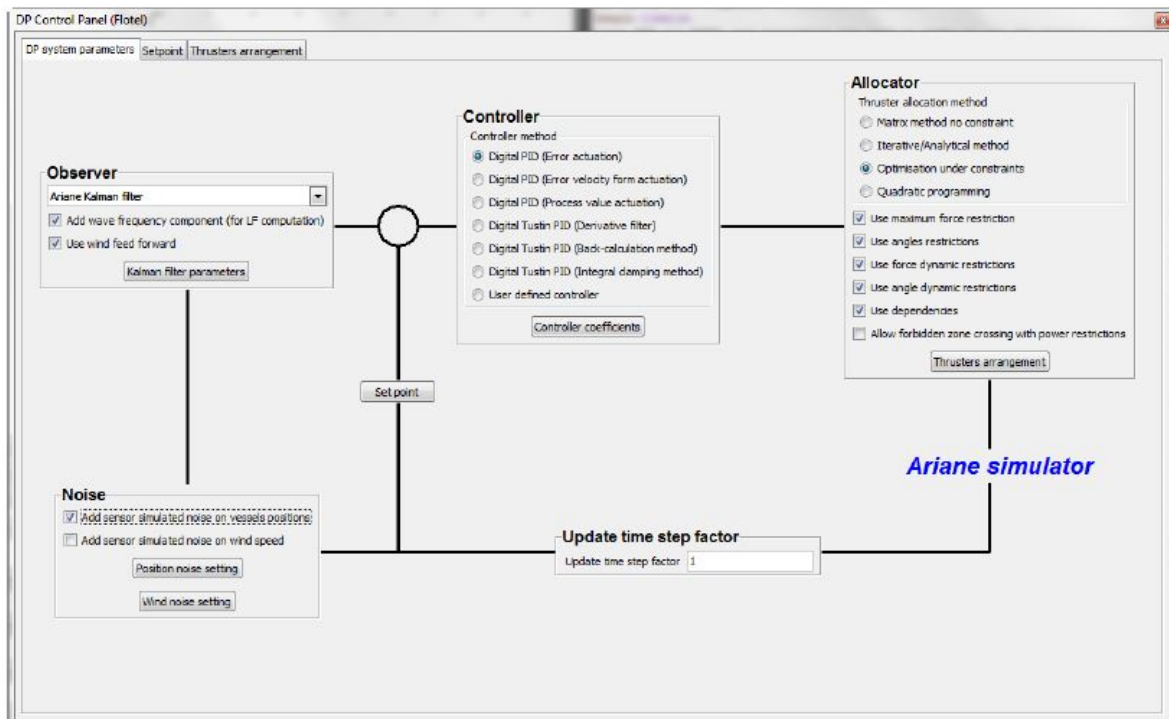 DP Control Panel (Flotel)
DP system parameters Setpoint Thrusters arrangement
Observer
Ariane Kalman filter
Add wave frequency component (for LF computation)
Use wind feed forward
Kalman filter parameters
Controller
Controller method
Digital PID (Error actuation)
Digital PID (Error velocity form actuation)
Digital PID (Process value actuation)
Digital Tustin PID (Derivative filter)
Digital Tustin PID (Back-calculation method)
Digital Tustin PID (Integral damping method)
User defined controller
Controller coefficients
Allocator
Thruster allocation method
Matrix method no constraint
Iterative/Analytical method
Optimisation under constraints
Quadratic programming
Use maximum force restriction
Use angles restrictions
Use force dynamic restrictions
Use angle dynamic restrictions
Use dependencies
Allow forbidden zone crossing with power restrictions
Thrusters arrangement
Set point
Ariane simulator
Noise
Add sensor simulated noise on vessels positions
Add sensor simulated noise on wind speed
Position noise setting
Wind noise setting
Update time step factor
Update time step factor 1